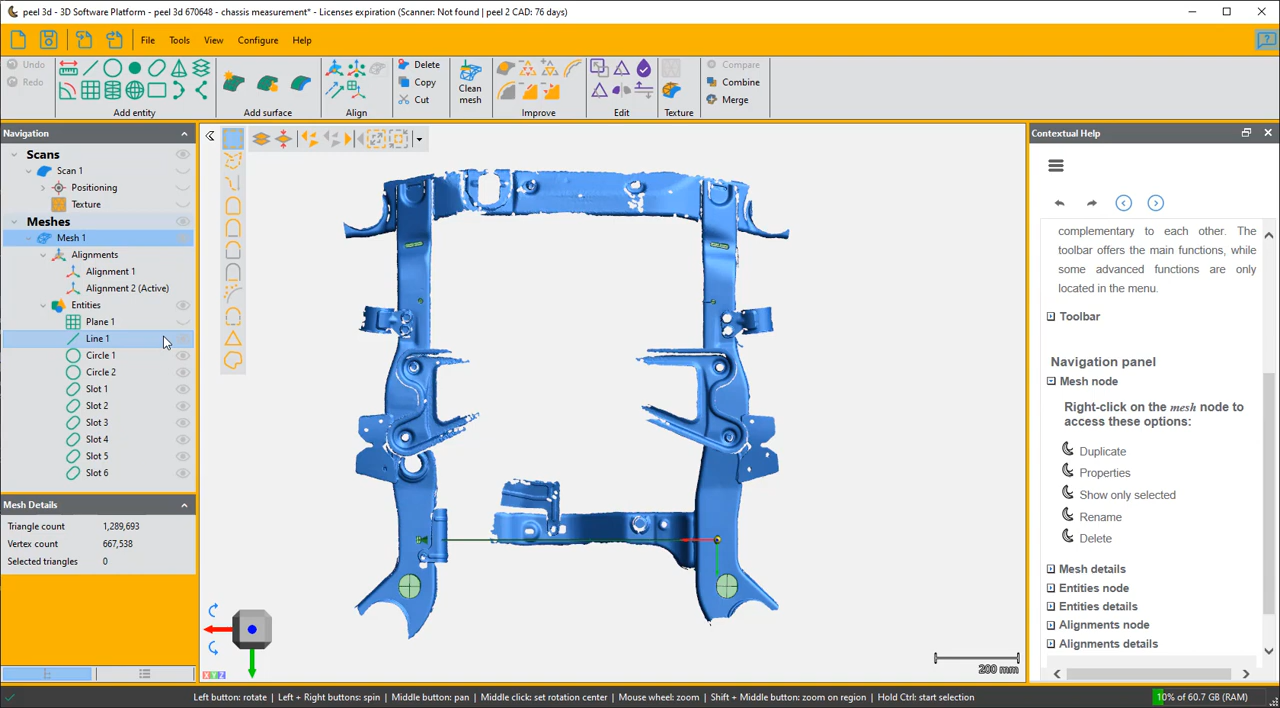 peel 3d - 3D Software Platform - peel 3d 670648 - chassis measurement* - Licenses expiration (Scanner: Not found | peel 2 CAD: 76 days)
File Tools View Configure Help
Undo
Redo
Add entity
Add surface
Align
Delete
Copy
Cut
Clean
mesh
Improve
Edit
Texture
Compare
Combine
Merge
Navigation
Scans
Scan 1
Positioning
Texture
Meshes
Mesh 1
Alignments
Alignment 1
Alignment 2 (Active)
Entities
Plane 1
Line 1
Circle 1
Circle 2
Slot 1
Slot 2
Slot 3
Slot 4
Slot 5
Slot 6
Mesh Details
Triangle count 1,289,693
Vertex count 667,538
Selected triangles 0
XYZ
200 mm
Contextual Help
complementary to each other. The
toolbar offers the main functions, while
some advanced functions are only
located in the menu.
Toolbar
Navigation panel
Mesh node
Right-click on the mesh node to
access these options:
Duplicate
Properties
Show only selected
Rename
Delete
Mesh details
Entities node
Entities details
Alignments node
Alignments details
Left button: rotate | Left + Right buttons: spin | Middle button: pan | Middle click: set rotation center | Mouse wheel: zoom | Shift + Middle button: zoom on region | Hold Ctrl: start selection
10% of 60.7 GB (RAM)